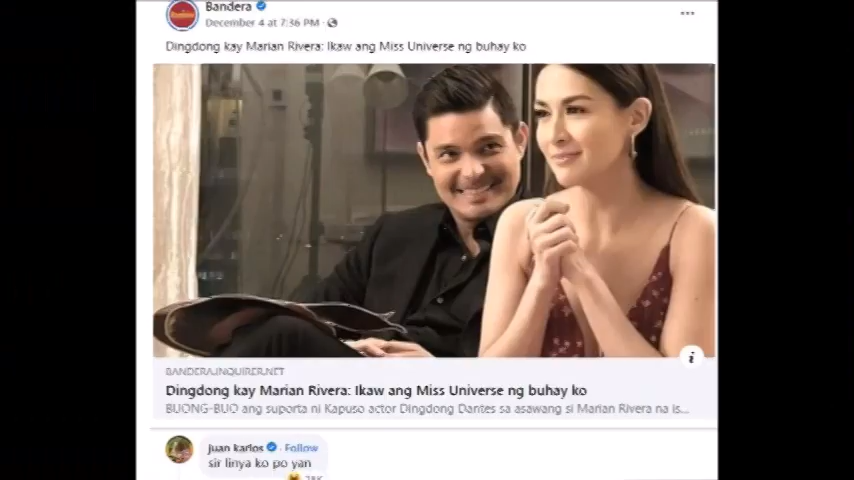 Bandera
December 4 at 7:36 PM ·
Dingdong kay Marian Rivera: Ikaw ang Miss Universe ng buhay ko
BANDERA.INQUIRER.NET
Dingdong kay Marian Rivera: Ikaw ang Miss Universe ng buhay ko
BUONG-BUO ang suporta ni Kapuso actor Dingdong Dantes sa asawang si Marian Rivera na is...
juan karlos · Follow
sir linya ko po yan